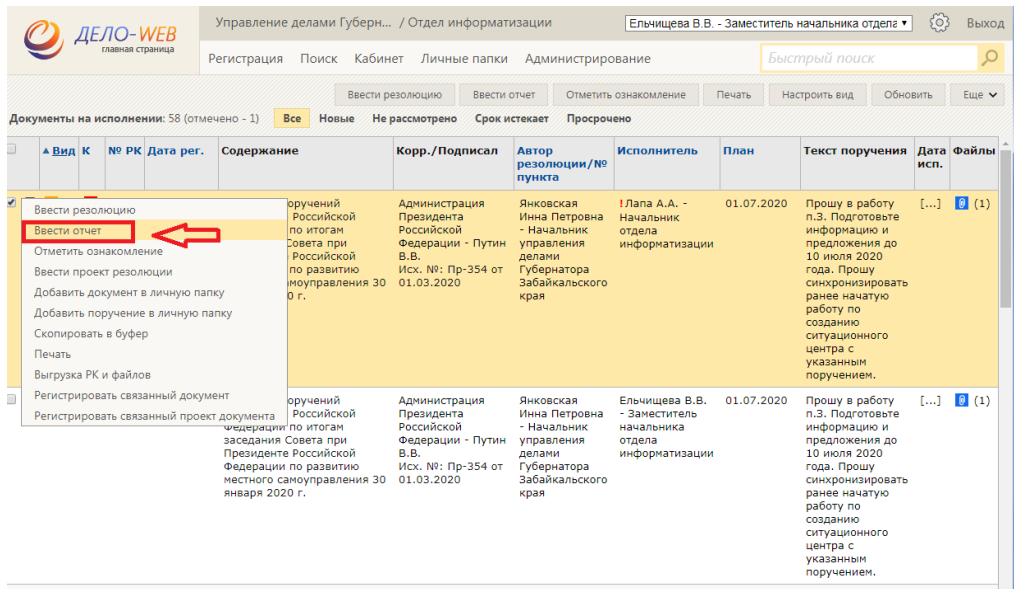 ДЕЛО-WEB
главная страница
Управление делами Губерн... / Отдел информатизации
Ельчищева В.В. - Заместитель начальника отдела
Выход
Регистрация Поиск Кабинет Личные папки Администрирование
Быстрый поиск
Ввести резолюцию Ввести отчет Отметить ознакомление Печать Настроить вид Обновить Еще
Документы на исполнении: 58 (отмечено - 1) Все Новые Не рассмотрено Срок истекает Просрочено
Вид К № РК Дата рег. Содержание Корр./Подписал Автор резолюции/№ пункта Исполнитель План Текст поручения Дата исп. Файлы
Ввести резолюцию
Ввести отчет
Отметить ознакомление
Ввести проект резолюции
Добавить документ в личную папку
Добавить поручение в личную папку
Скопировать в буфер
Печать
Выгрузка РК и файлов
Регистрировать связанный документ
Регистрировать связанный проект документа
оручений
Российской
по итогам
Совета при
Российской
по развитию
моуправления 30
0 г.
Администрация
Президента
Российской
Федерации - Путин
В.В.
Исх. №: Пр-354 от
01.03.2020
Янковская
Инна Петровна
- Начальник
управления
делами
Губернатора
Забайкальского
края
!Лапа А.А. -
Начальник
отдела
информатизации
01.07.2020
Прошу в работу
п.3. Подготовьте
информацию и
предложения до
10 июля 2020
года. Прошу
синхронизировать
ранее начатую
работу по
созданию
ситуационного
центра с
указанным
поручением.
[...]
(1)
оручений
Российской
Федерации по итогам
заседания Совета при
Президенте Российской
Федерации по развитию
местного самоуправления 30
января 2020 г.
Администрация
Президента
Российской
Федерации - Путин
В.В.
Исх. №: Пр-354 от
01.03.2020
Янковская
Инна Петровна
- Начальник
управления
делами
Губернатора
Забайкальского
края
Ельчищева В.В.
- Заместитель
начальника
отдела
информатизации
01.07.2020
Прошу в работу
п.3. Подготовьте
информацию и
предложения до
10 июля 2020
года. Прошу
синхронизировать
ранее начатую
работу по
созданию
ситуационного
центра с
указанным
поручением.
[...]
(1)